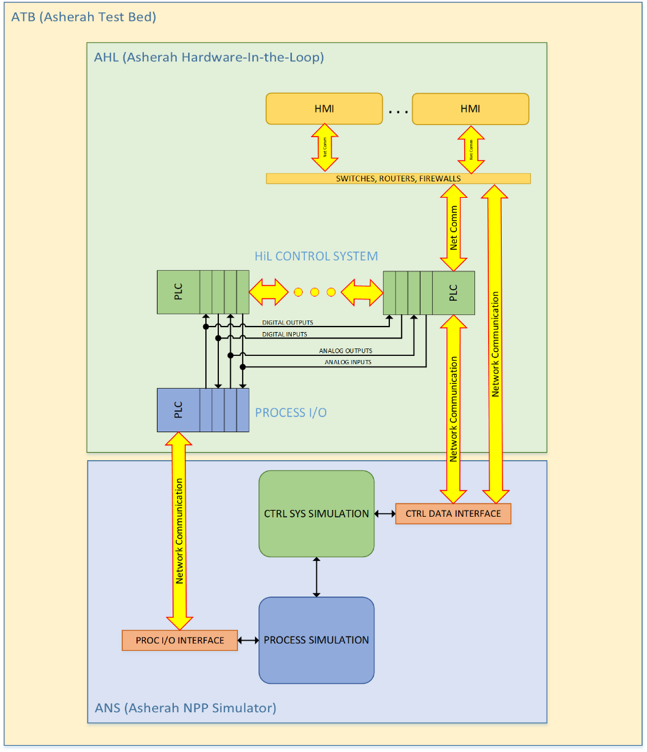 ATB (Asherah Test Bed)
AHL (Asherah Hardware-In-the-Loop)
HMI
. . .
HMI
Net Comm
Net Comm
SWITCHES, ROUTERS, FIREWALLS
Net Comm
Network Communication
HiL CONTROL SYSTEM
PLC
PLC
DIGITAL OUTPUTS
DIGITAL INPUTS
ANALOG OUTPUTS
ANALOG INPUTS
PLC
PROCESS I/O
Network Communication
Network Communication
CTRL SYS SIMULATION
CTRL DATA INTERFACE
PROC I/O INTERFACE
PROCESS SIMULATION
ANS (Asherah NPP Simulator)